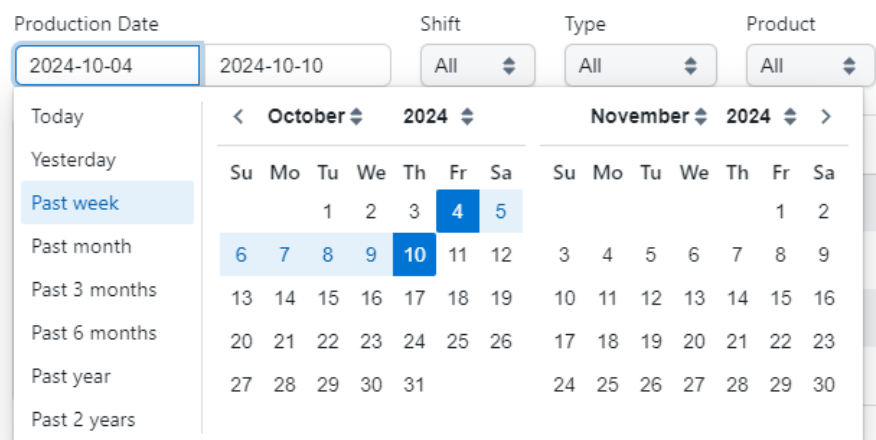 Production Date Shift Type Product
2024-10-04 2024-10-10 All All All
Today
Yesterday
Past week
Past month
Past 3 months
Past 6 months
Past year
Past 2 years
October 2024
Su Mo Tu We Th Fr Sa
1 2 3 4 5
6 7 8 9 10 11 12
13 14 15 16 17 18 19
20 21 22 23 24 25 26
27 28 29 30 31
November 2024
Su Mo Tu We Th Fr Sa
1 2
3 4 5 6 7 8 9
10 11 12 13 14 15 16
17 18 19 20 21 22 23
24 25 26 27 28 29 30